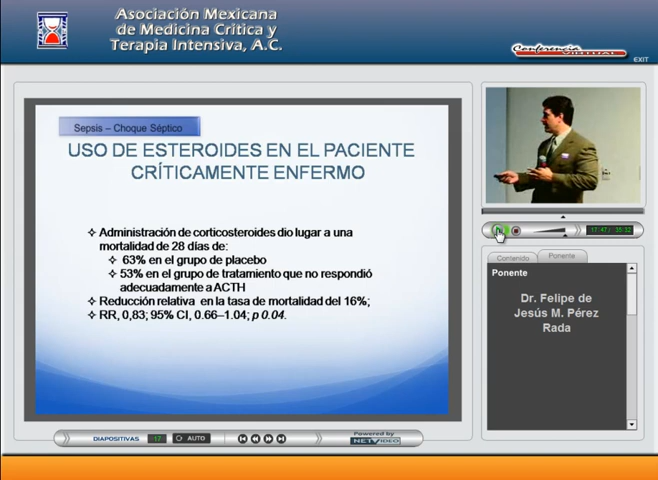 Asociación Mexicana
de Medicina Crítica y
Terapia Intensiva, A.C.
Conferencia
VIRTUAL
EXIT
Sepsis – Choque Séptico
USO DE ESTEROIDES EN EL PACIENTE
CRÍTICAMENTE ENFERMO
Administración de corticosteroides dio lugar a una
mortalidad de 28 días de:
63% en el grupo de placebo
53% en el grupo de tratamiento que no respondió
adecuadamente a ACTH
Reducción relativa en la tasa de mortalidad del 16%;
RR, 0,83; 95% CI, 0.66–1.04; p 0.04.
17:47/ 35:32
Contenido
Ponente
Ponente
Dr. Felipe de
Jesús M. Pérez
Rada
DIAPOSITIVAS 17 AUTO
Powered by
NETVIDEO